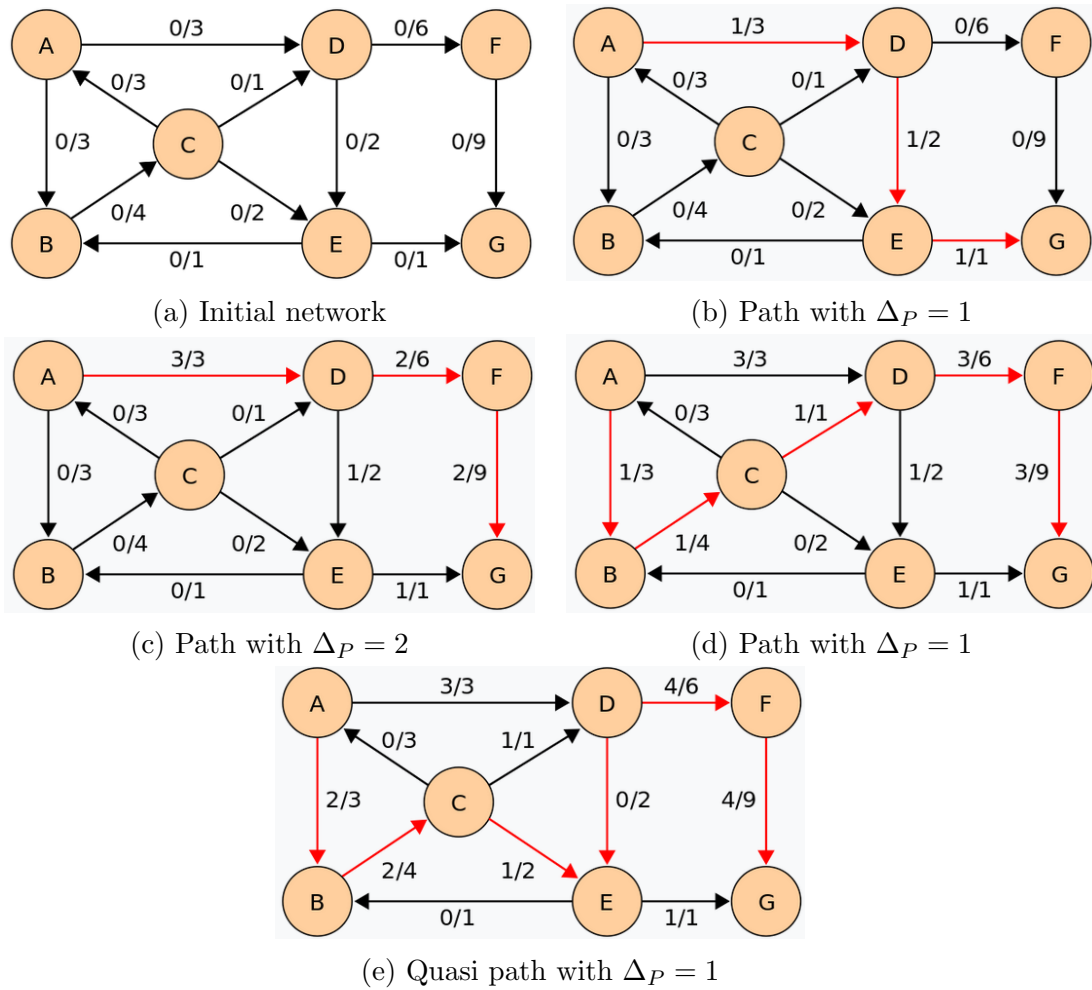 A 0/3 D 0/6 F
0/3 0/1
0/3 C 0/2 0/9
0/4 0/2
B 0/1 E 0/1 G
(a) Initial network
A 1/3 D 0/6 F
0/3 0/1
0/3 C 1/2 0/9
0/4 0/2
B 0/1 E 1/1 G
(b) Path with Δ_P = 1
A 3/3 D 2/6 F
0/3 0/1
0/3 C 1/2 2/9
0/4 0/2
B 0/1 E 1/1 G
(c) Path with Δ_P = 2
A 3/3 D 3/6 F
0/3 1/1
1/3 C 1/2 3/9
1/4 0/2
B 0/1 E 1/1 G
(d) Path with Δ_P = 1
A 3/3 D 4/6 F
0/3 1/1
2/3 C 0/2 4/9
2/4 1/2
B 0/1 E 1/1 G
(e) Quasi path with Δ_P = 1